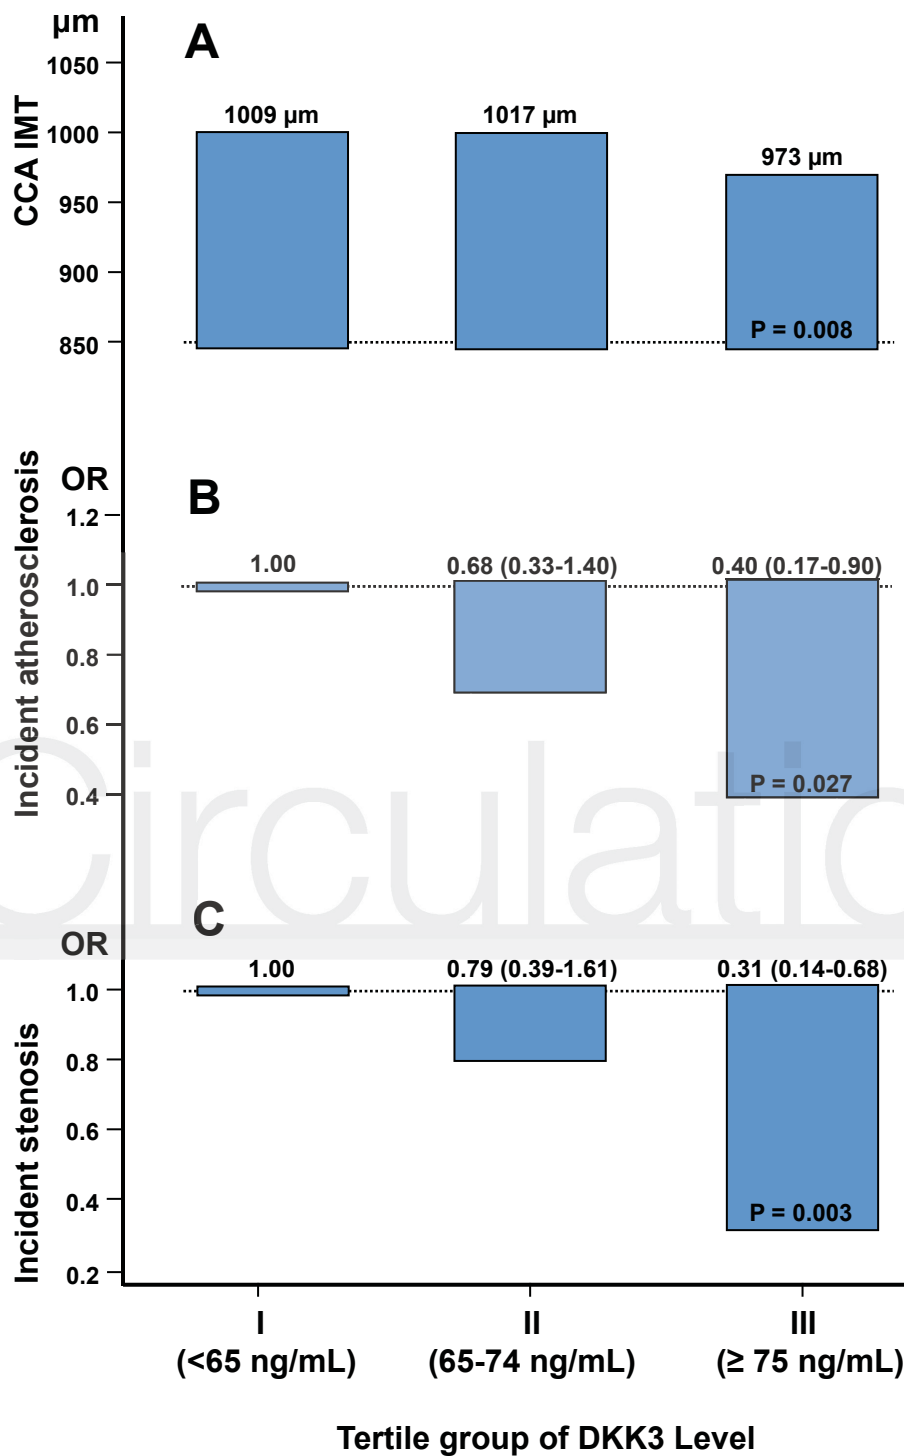 µm
A
1050
1000
950
900
850
CCA IMT
1009 µm
1017 µm
973 µm
P = 0.008
OR
B
1.2
1.0
0.8
0.6
0.4
Incident atherosclerosis
1.00
0.68 (0.33-1.40)
0.40 (0.17-0.90)
P = 0.027
Circulatio
OR
C
1.0
0.8
0.6
0.4
0.2
Incident stenosis
1.00
0.79 (0.39-1.61)
0.31 (0.14-0.68)
P = 0.003
I
II
III
(<65 ng/mL)
(65-74 ng/mL)
(≥ 75 ng/mL)
Tertile group of DKK3 Level